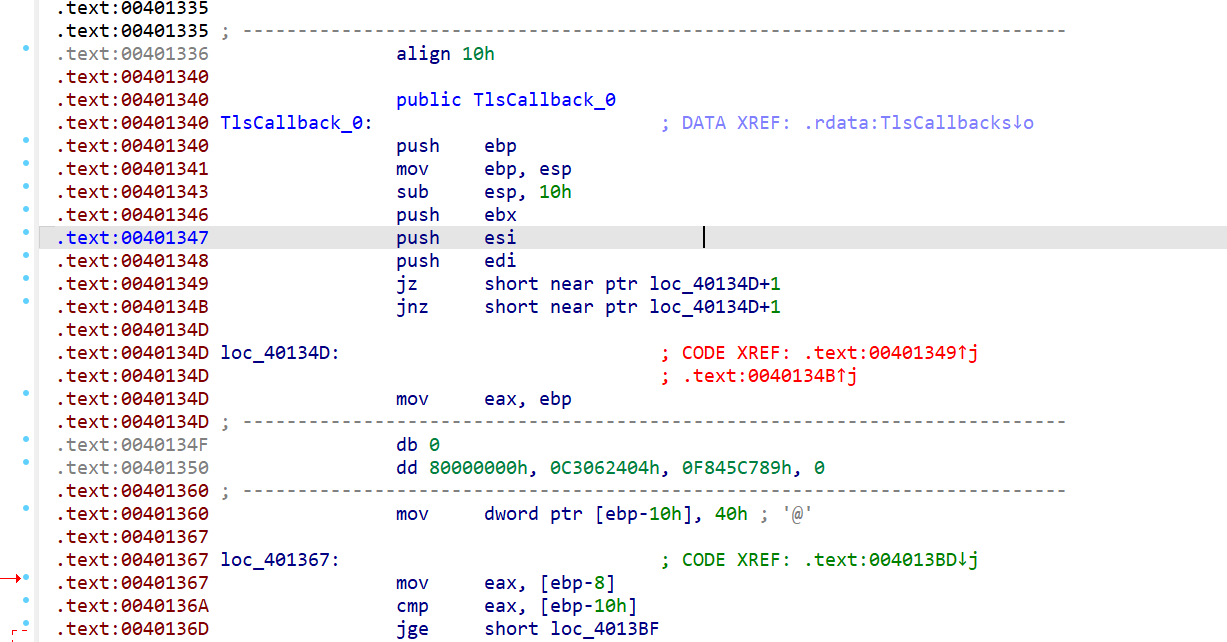 .text:00401335
.text:00401335 ; ---------------------------------------------------------------------------
.text:00401336 align 10h
.text:00401340
.text:00401340 public TlsCallback_0
.text:00401340 TlsCallback_0: ; DATA XREF: .rdata:TlsCallbacks↓o
.text:00401340 push ebp
.text:00401341 mov ebp, esp
.text:00401343 sub esp, 10h
.text:00401346 push ebx
.text:00401347 push esi
.text:00401348 push edi
.text:00401349 jz short near ptr loc_40134D+1
.text:0040134B jnz short near ptr loc_40134D+1
.text:0040134D
.text:0040134D loc_40134D: ; CODE XREF: .text:00401349↑j
.text:0040134D ; .text:0040134B↑j
.text:0040134D mov eax, ebp
.text:0040134D ; ---------------------------------------------------------------------------
.text:0040134F db 0
.text:00401350 dd 80000000h, 0C3062404h, 0F845C789h, 0
.text:00401360 ; ---------------------------------------------------------------------------
.text:00401360 mov dword ptr [ebp-10h], 40h ; '@'
.text:00401367
.text:00401367 loc_401367: ; CODE XREF: .text:004013BD↓j
.text:00401367 mov eax, [ebp-8]
.text:0040136A cmp eax, [ebp-10h]
.text:0040136D jge short loc_4013BF